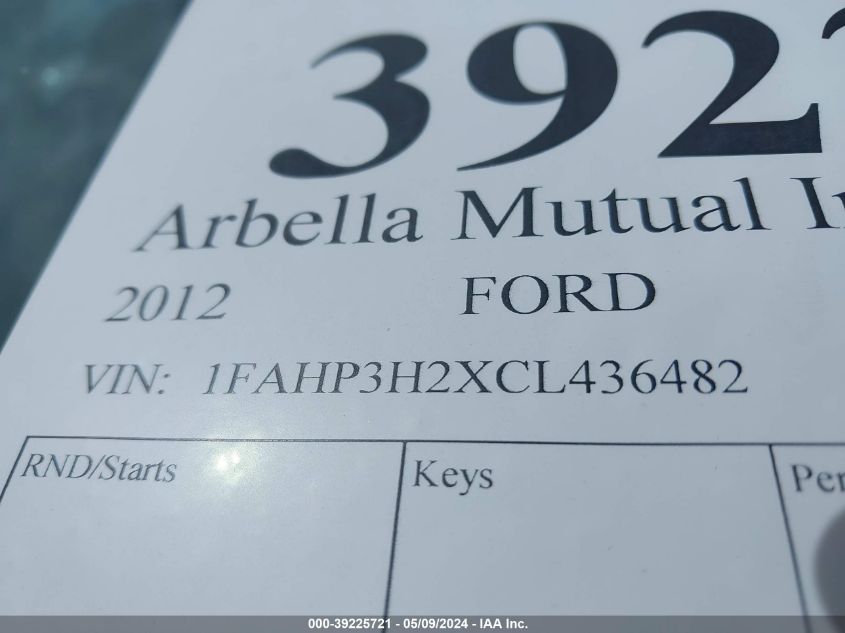 392
Arbella Mutual
2012 FORD
VIN: 1FAHP3H2XCL436482
RND/Starts Keys
000-39225721 - 05/09/2024 - IAA Inc.